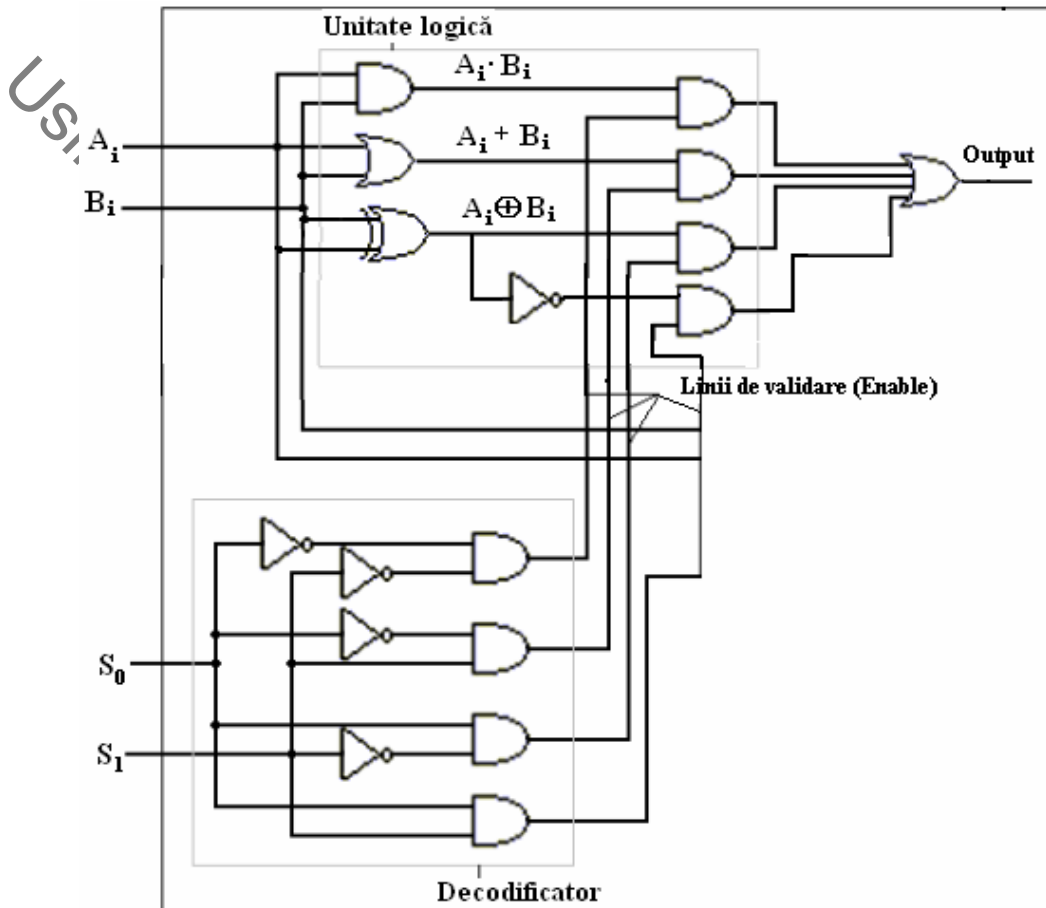 Unitate logică
Aᵢ · Bᵢ
Aᵢ + Bᵢ
Aᵢ ⊕ Bᵢ
Aᵢ
Bᵢ
Output
Linii de validare (Enable)
S₀
S₁
Decodificator